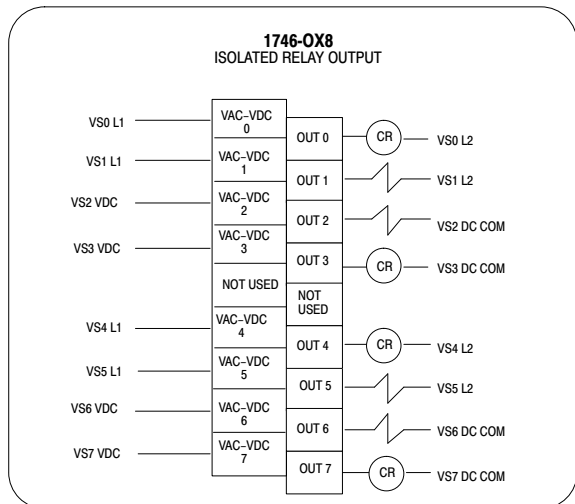 1746-OX8
ISOLATED RELAY OUTPUT
VS0 L1
VAC-VDC
0
OUT 0
CR
VS0 L2
VS1 L1
VAC-VDC
1
OUT 1
VS1 L2
VS2 VDC
VAC-VDC
2
OUT 2
VS2 DC COM
VS3 VDC
VAC-VDC
3
OUT 3
CR
VS3 DC COM
NOT USED
NOT
USED
VS4 L1
VAC-VDC
4
OUT 4
CR
VS4 L2
VS5 L1
VAC-VDC
5
OUT 5
VS5 L2
VS6 VDC
VAC-VDC
6
OUT 6
VS6 DC COM
VS7 VDC
VAC-VDC
7
OUT 7
CR
VS7 DC COM